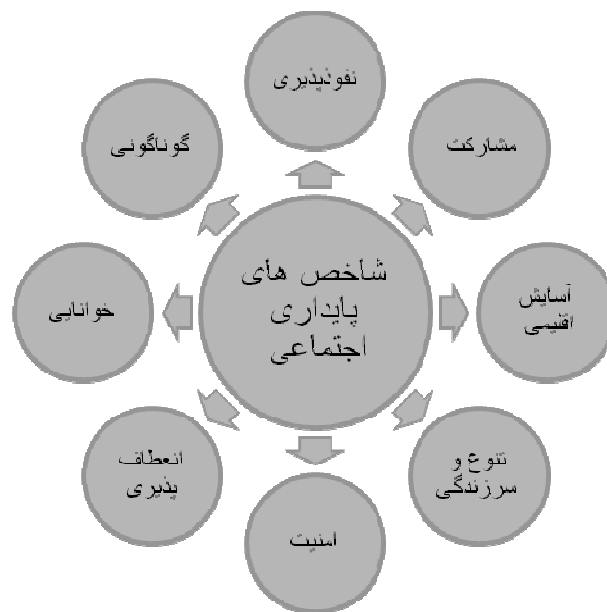 نفوذپذیری
مشارکت
گوناگونی
شاخص های
پایداری
اجتماعی
آسایش
اقلیمی
خوانایی
تنوع و
سرزندگی
انعطاف
پذیری
امنیت